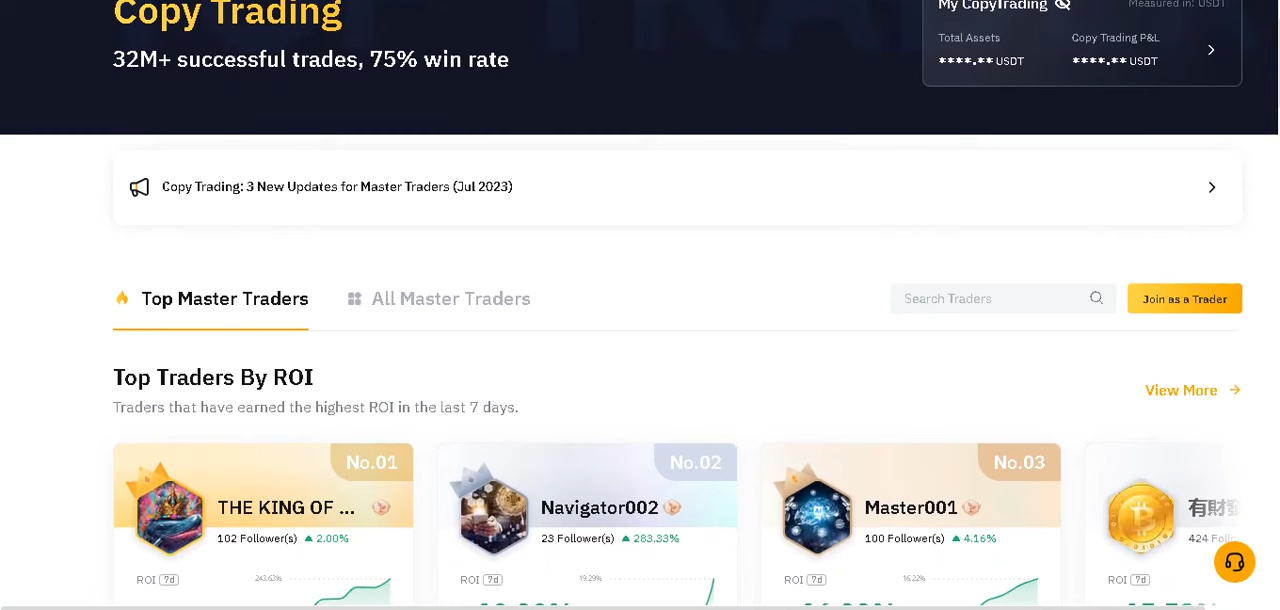 Copy Trading
My CopyTrading
Measured in: USDT
32M+ successful trades, 75% win rate
Total Assets
Copy Trading P&L
****.** USDT
****.** USDT
Copy Trading: 3 New Updates for Master Traders (Jul 2023)
Top Master Traders
All Master Traders
Search Traders
Join as a Trader
Top Traders By ROI
View More
Traders that have earned the highest ROI in the last 7 days.
No.01
No.02
No.03
THE KING OF ...
Navigator002
Master001
有財
102 Follower(s) 2.00%
23 Follower(s) 283.33%
100 Follower(s) 4.16%
424
ROI 7d
243.63%
ROI 7d
19.29%
ROI 7d
16.22%
ROI 7d